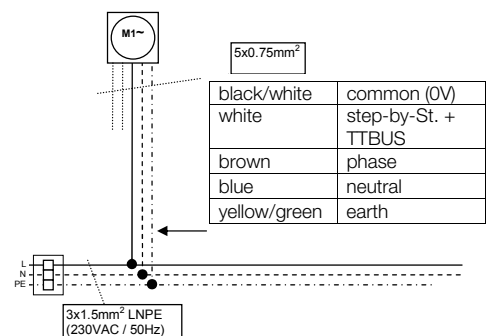 M1~
5x0.75mm²
black/white common (0V)
white step-by-St. +
TTBUS
brown phase
blue neutral
yellow/green earth
L
N
PE
3x1.5mm² LNPE
(230VAC / 50Hz)